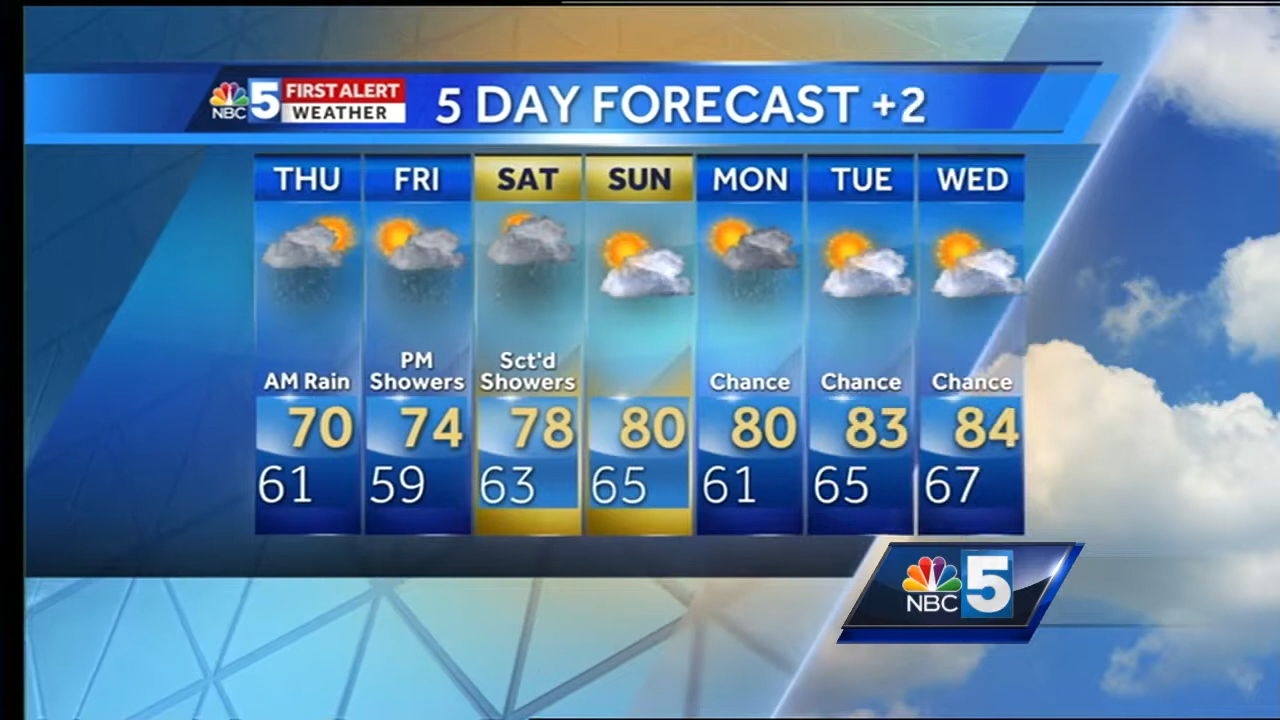 NBC 5 FIRST ALERT WEATHER 5 DAY FORECAST +2
THU FRI SAT SUN MON TUE WED
AM Rain PM Showers Sct'd Showers Chance Chance Chance
70 74 78 80 80 83 84
61 59 63 65 61 65 67
NBC 5